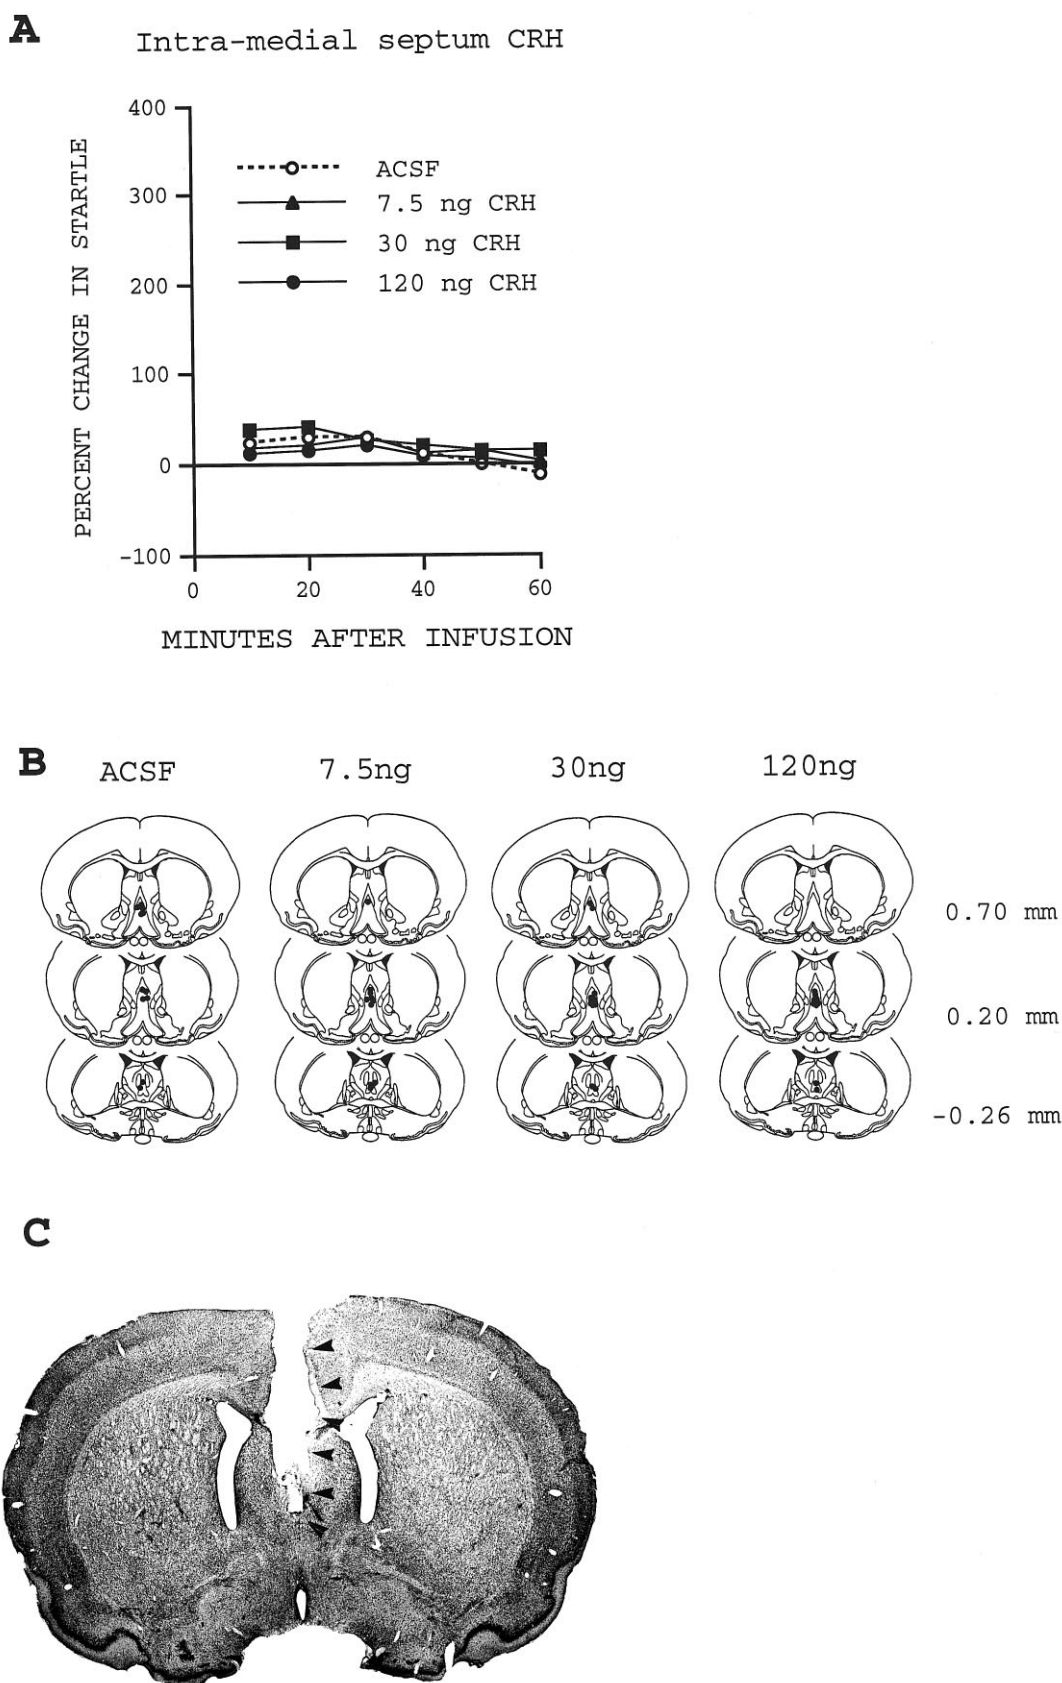 A
Intra-medial septum CRH
PERCENT CHANGE IN STARTLE
400
300
200
100
0
-100
ACSF
7.5 ng CRH
30 ng CRH
120 ng CRH
0 20 40 60
MINUTES AFTER INFUSION
B
ACSF 7.5ng 30ng 120ng
0.70 mm
0.20 mm
-0.26 mm
C